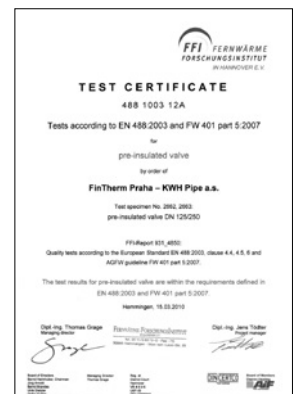 FFI FERNWÄRME
FORSCHUNGSINSTITUT
IN HANNOVER E.V.
TEST CERTIFICATE
488 1003 12A
Tests according to EN 488:2003 and FW 401 part 5:2007
for
pre-insulated valve
by order of
FinTherm Praha – KWH Pipe a.s.
Test specimen No. 2662, 2663:
pre-insulated valve DN 125/250
Quality tests according to the European Standard EN 488:2003, clause 4.4, 4.5, 6 and
AGFW guideline FW 401 part 5:2007.
The test results for pre-insulated valve are within the requirements defined in
EN 488:2003 and FW 401 part 5:2007.
Hemmingen, 15.03.2010
Dipl.-Ing. Thomas Grage
Managing director
Dipl.-Ing. Jens Tödter
Project manager